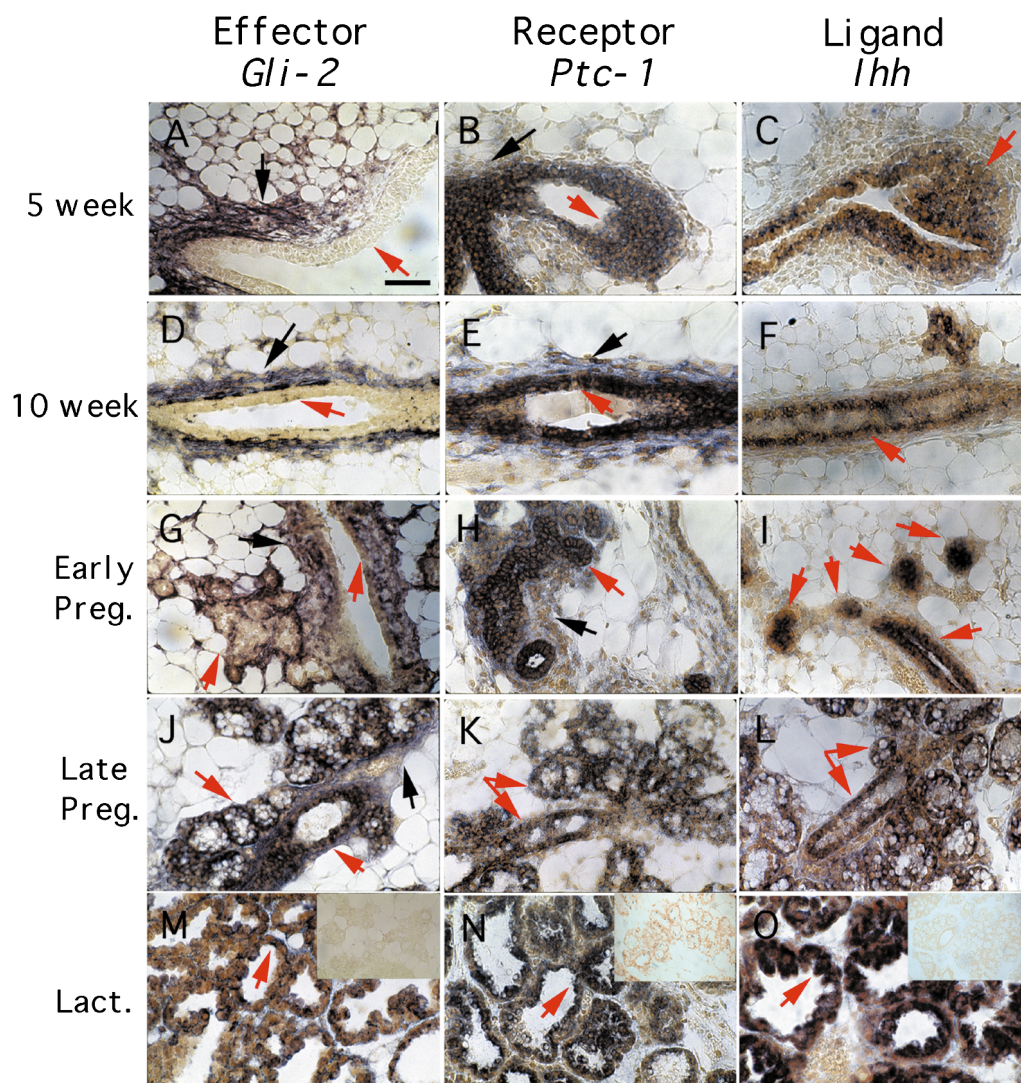 Effector Receptor Ligand
Gli-2 Ptc-1 Ihh
A B C
5 week
D E F
10 week
G H I
Early
Preg.
J K L
Late
Preg.
M N O
Lact.